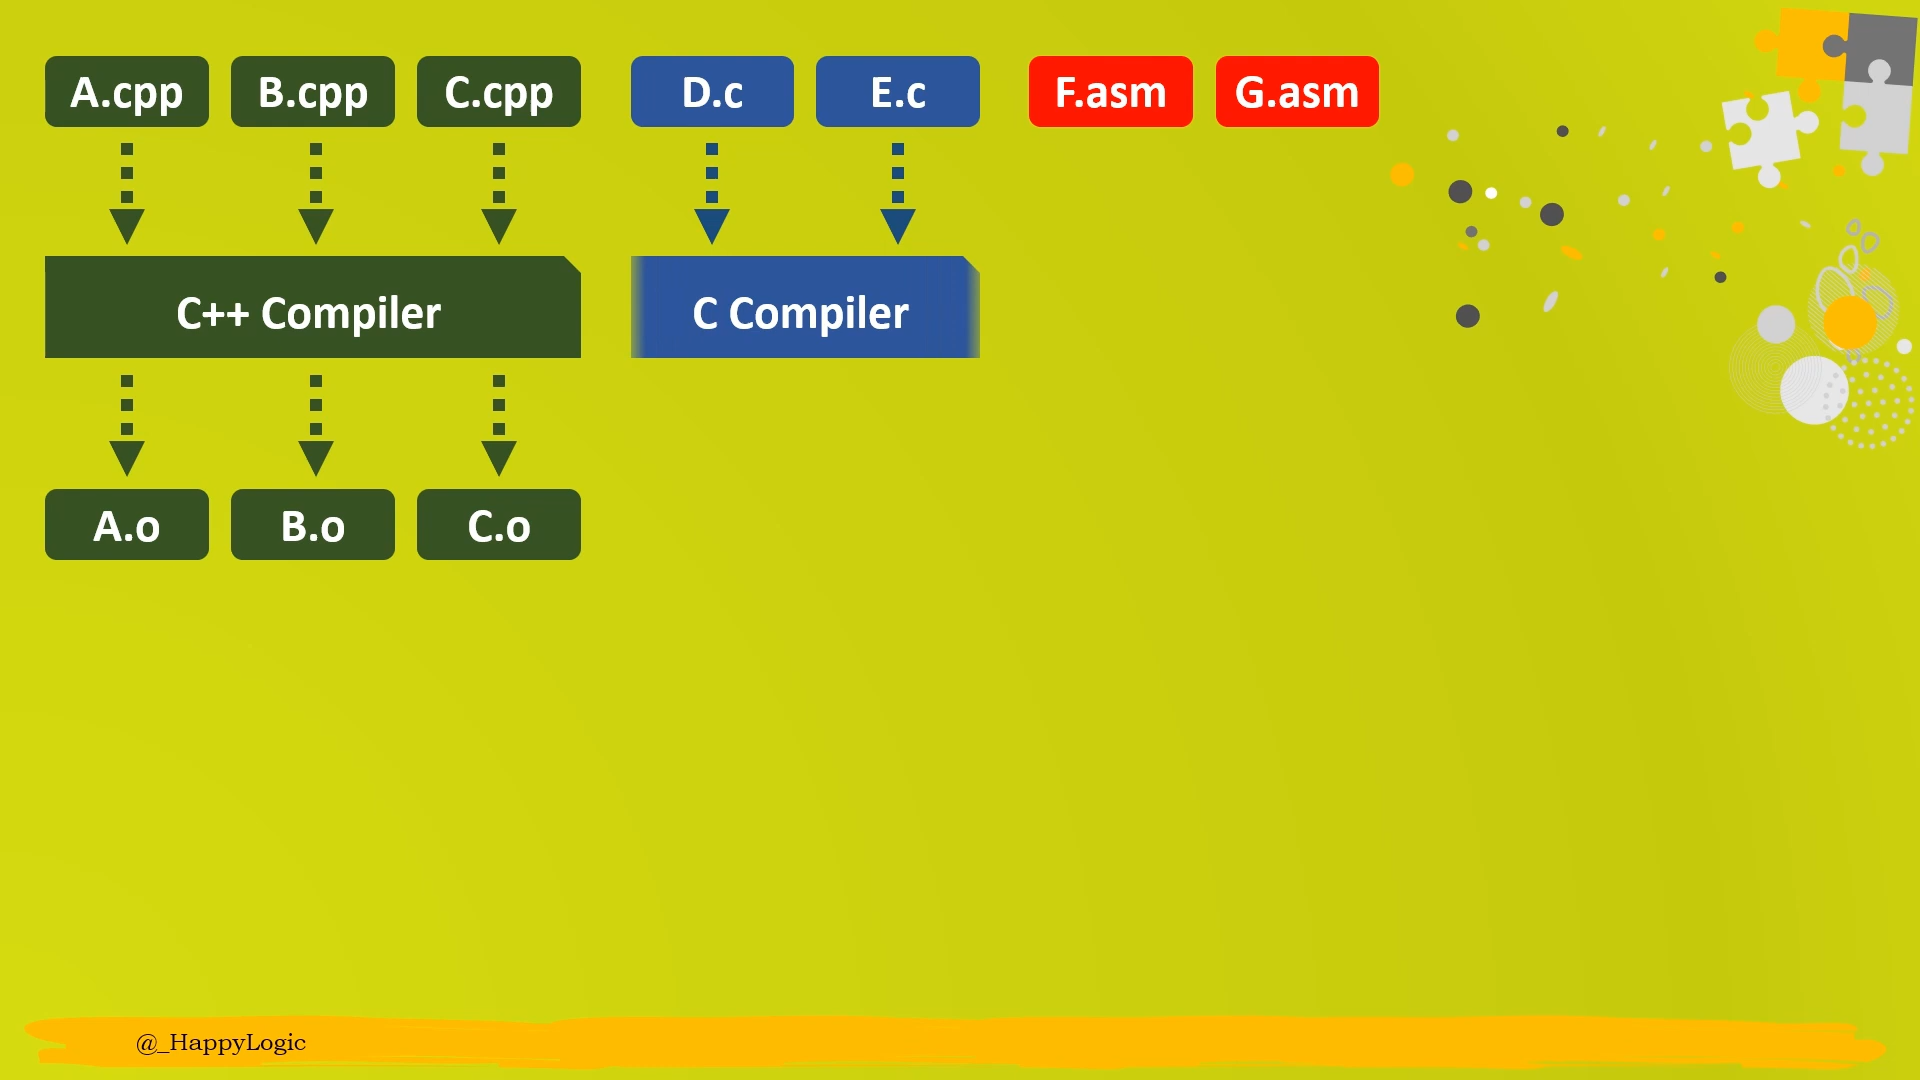 A.cpp B.cpp C.cpp D.c E.c F.asm G.asm
C++ Compiler C Compiler
A.o B.o C.o
@_HappyLogic